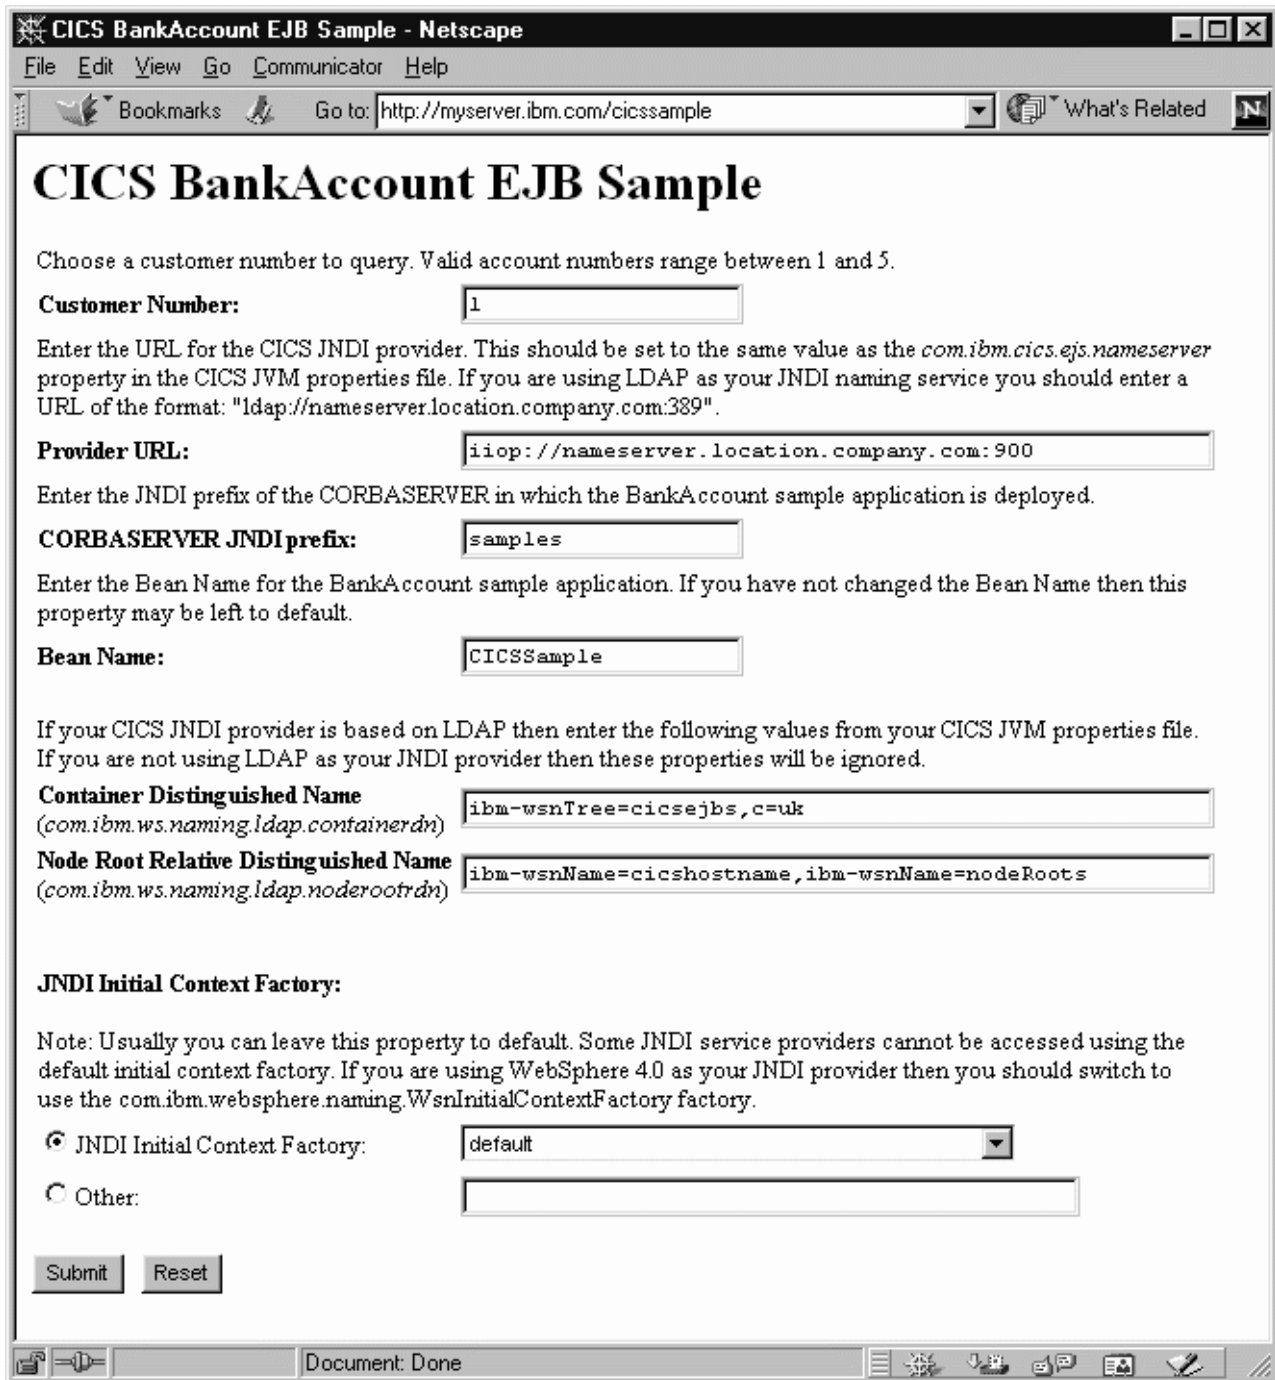 CICS BankAccount EJB Sample - Netscape
File Edit View Go Communicator Help
Bookmarks Go to: http://myserver.ibm.com/cicssample What's Related N
CICS BankAccount EJB Sample
Choose a customer number to query. Valid account numbers range between 1 and 5.
Customer Number: 1
Enter the URL for the CICS JNDI provider. This should be set to the same value as the com.ibm.cics.ejs.nameserver
property in the CICS JVM properties file. If you are using LDAP as your JNDI naming service you should enter a
URL of the format: "ldap://nameserver.location.company.com:389".
Provider URL: iiop://nameserver.location.company.com:900
Enter the JNDI prefix of the CORBASERVER in which the BankAccount sample application is deployed.
CORBASERVER JNDI prefix: samples
Enter the Bean Name for the BankAccount sample application. If you have not changed the Bean Name then this
property may be left to default.
Bean Name: CICSSample
If your CICS JNDI provider is based on LDAP then enter the following values from your CICS JVM properties file.
If you are not using LDAP as your JNDI provider then these properties will be ignored.
Container Distinguished Name
(com.ibm.ws.naming.ldap.containerdn) ibm-wsnTree=cicsejbs,c=uk
Node Root Relative Distinguished Name
(com.ibm.ws.naming.ldap.noderootrdn) ibm-wsnName=cicshostname,ibm-wsnName=nodeRoots
JNDI Initial Context Factory:
Note: Usually you can leave this property to default. Some JNDI service providers cannot be accessed using the
default initial context factory. If you are using WebSphere 4.0 as your JNDI provider then you should switch to
use the com.ibm.websphere.naming.WsnInitialContextFactory factory.
JNDI Initial Context Factory: default
Other:
Submit Reset
Document: Done